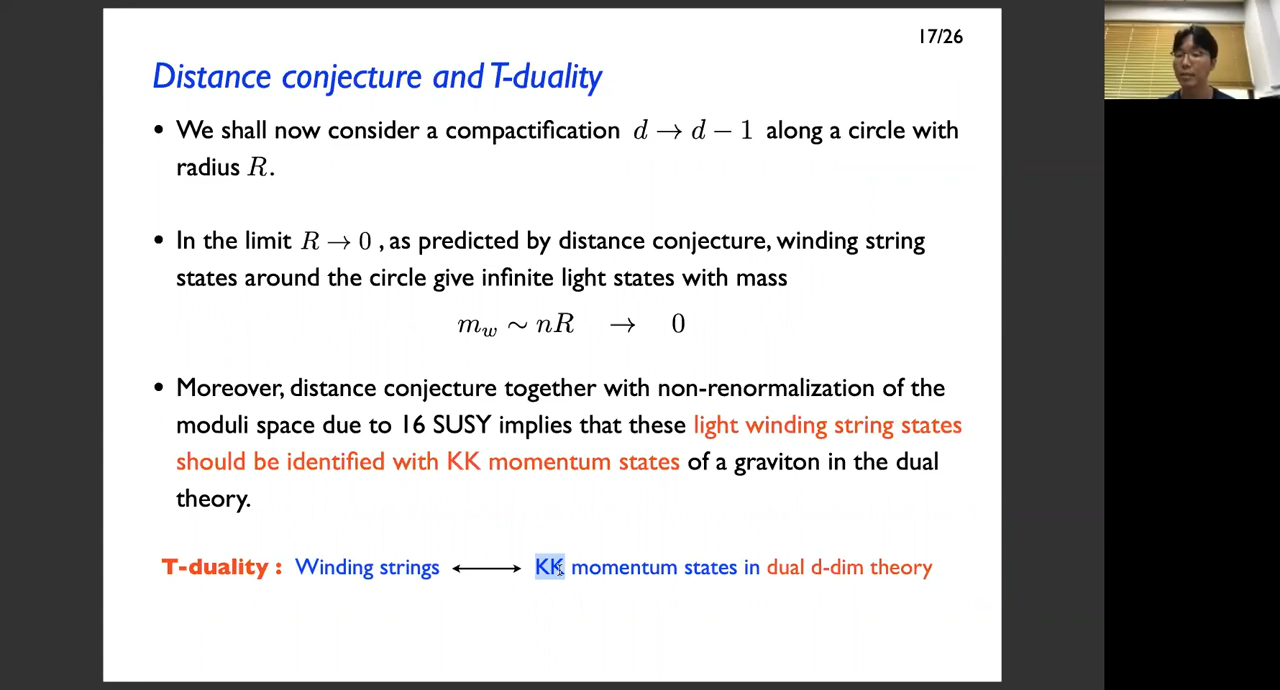 17/26
Distance conjecture and T-duality
• We shall now consider a compactification d → d − 1 along a circle with
radius R.
• In the limit R → 0 , as predicted by distance conjecture, winding string
states around the circle give infinite light states with mass
m_w ∼ nR → 0
• Moreover, distance conjecture together with non-renormalization of the
moduli space due to 16 SUSY implies that these light winding string states
should be identified with KK momentum states of a graviton in the dual
theory.
T-duality : Winding strings ⟷ KK momentum states in dual d-dim theory